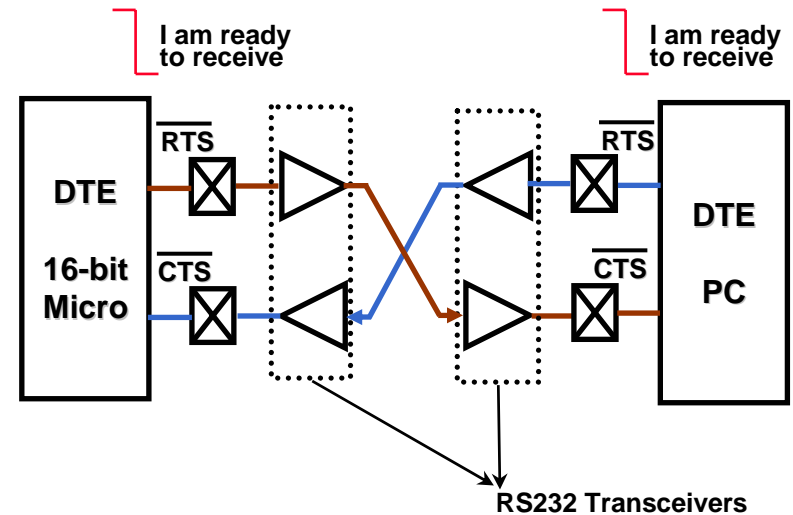 I am ready
to receive
I am ready
to receive
RTS
RTS
DTE
16-bit
Micro
CTS
CTS
DTE
PC
RS232 Transceivers